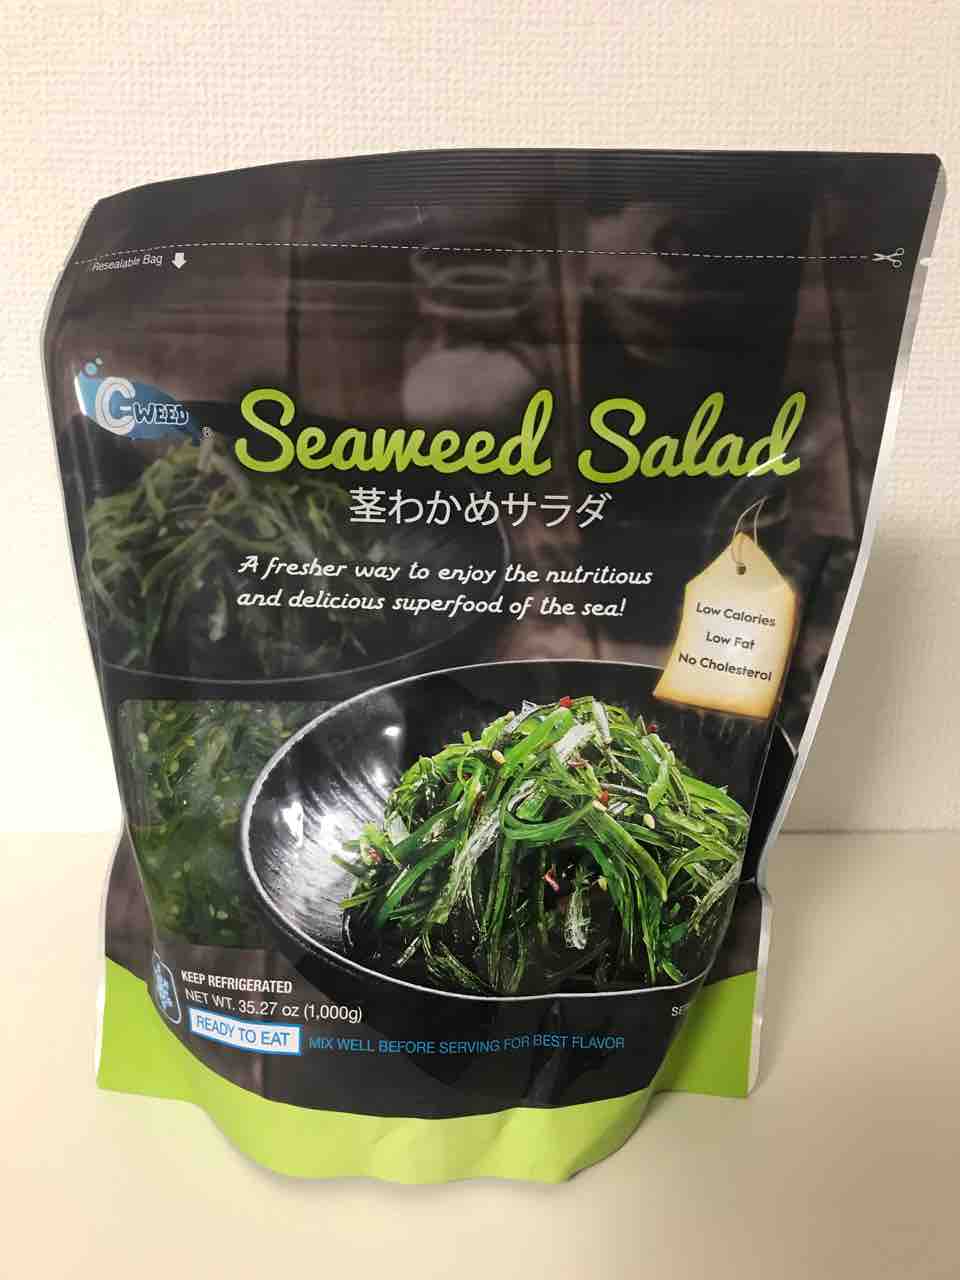 Resealable Bag
C-WEED
®
Seaweed Salad
茎わかめサラダ
A fresher way to enjoy the nutritious
and delicious superfood of the sea!
Low Calories
Low Fat
No Cholesterol
KEEP REFRIGERATED
NET WT. 35.27 oz (1,000g)
READY TO EAT
MIX WELL BEFORE SERVING FOR BEST FLAVOR